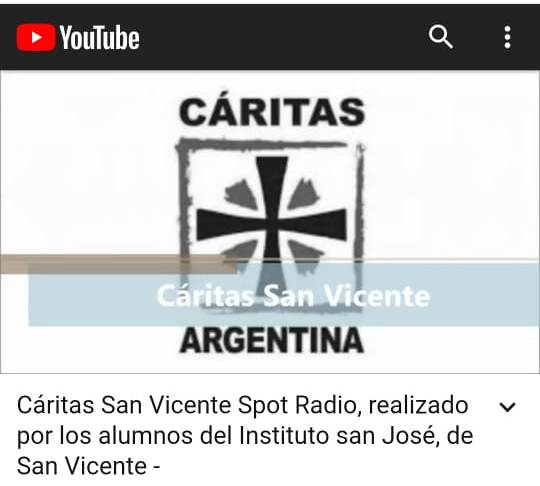 YouTube
CÁRITAS
Cáritas San Vicente
ARGENTINA
Cáritas San Vicente Spot Radio, realizado
por los alumnos del Instituto san José, de
San Vicente -